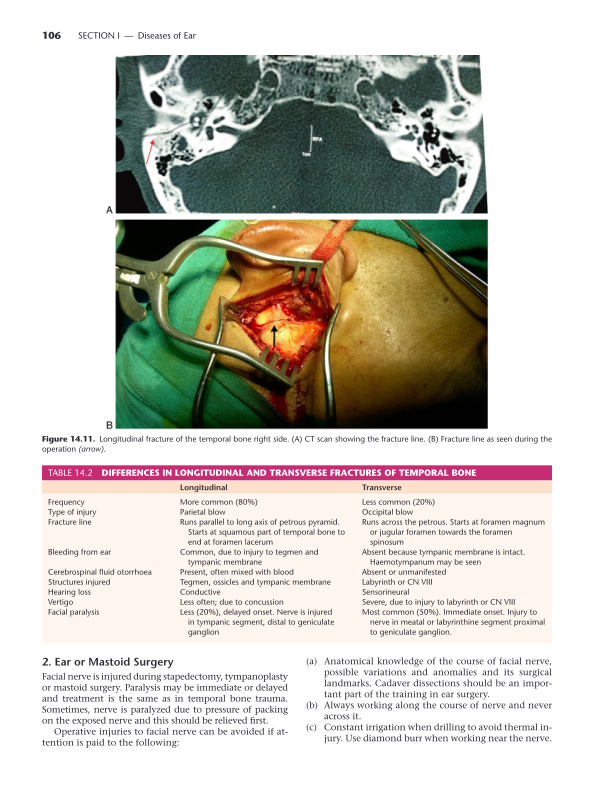 106 SECTION I — Diseases of Ear
RFA
1cm
A
B
Figure 14.11. Longitudinal fracture of the temporal bone right side. (A) CT scan showing the fracture line. (B) Fracture line as seen during the
operation (arrow).
TABLE 14.2 DIFFERENCES IN LONGITUDINAL AND TRANSVERSE FRACTURES OF TEMPORAL BONE
Longitudinal Transverse
Frequency More common (80%) Less common (20%)
Type of injury Parietal blow Occipital blow
Fracture line Runs parallel to long axis of petrous pyramid. Runs across the petrous. Starts at foramen magnum
Starts at squamous part of temporal bone to or jugular foramen towards the foramen
end at foramen lacerum spinosum
Bleeding from ear Common, due to injury to tegmen and Absent because tympanic membrane is intact.
tympanic membrane Haemotympanum may be seen
Cerebrospinal fluid otorrhoea Present, often mixed with blood Absent or unmanifested
Structures injured Tegmen, ossicles and tympanic membrane Labyrinth or CN VIII
Hearing loss Conductive Sensorineural
Vertigo Less often; due to concussion Severe, due to injury to labyrinth or CN VIII
Facial paralysis Less (20%), delayed onset. Nerve is injured Most common (50%). Immediate onset. Injury to
in tympanic segment, distal to geniculate nerve in meatal or labyrinthine segment proximal
ganglion to geniculate ganglion.
2. Ear or Mastoid Surgery
Facial nerve is injured during stapedectomy, tympanoplasty
or mastoid surgery. Paralysis may be immediate or delayed
and treatment is the same as in temporal bone trauma.
Sometimes, nerve is paralyzed due to pressure of packing
on the exposed nerve and this should be relieved first.
Operative injuries to facial nerve can be avoided if at-
tention is paid to the following:
(a) Anatomical knowledge of the course of facial nerve,
possible variations and anomalies and its surgical
landmarks. Cadaver dissections should be an impor-
tant part of the training in ear surgery.
(b) Always working along the course of nerve and never
across it.
(c) Constant irrigation when drilling to avoid thermal in-
jury. Use diamond burr when working near the nerve.